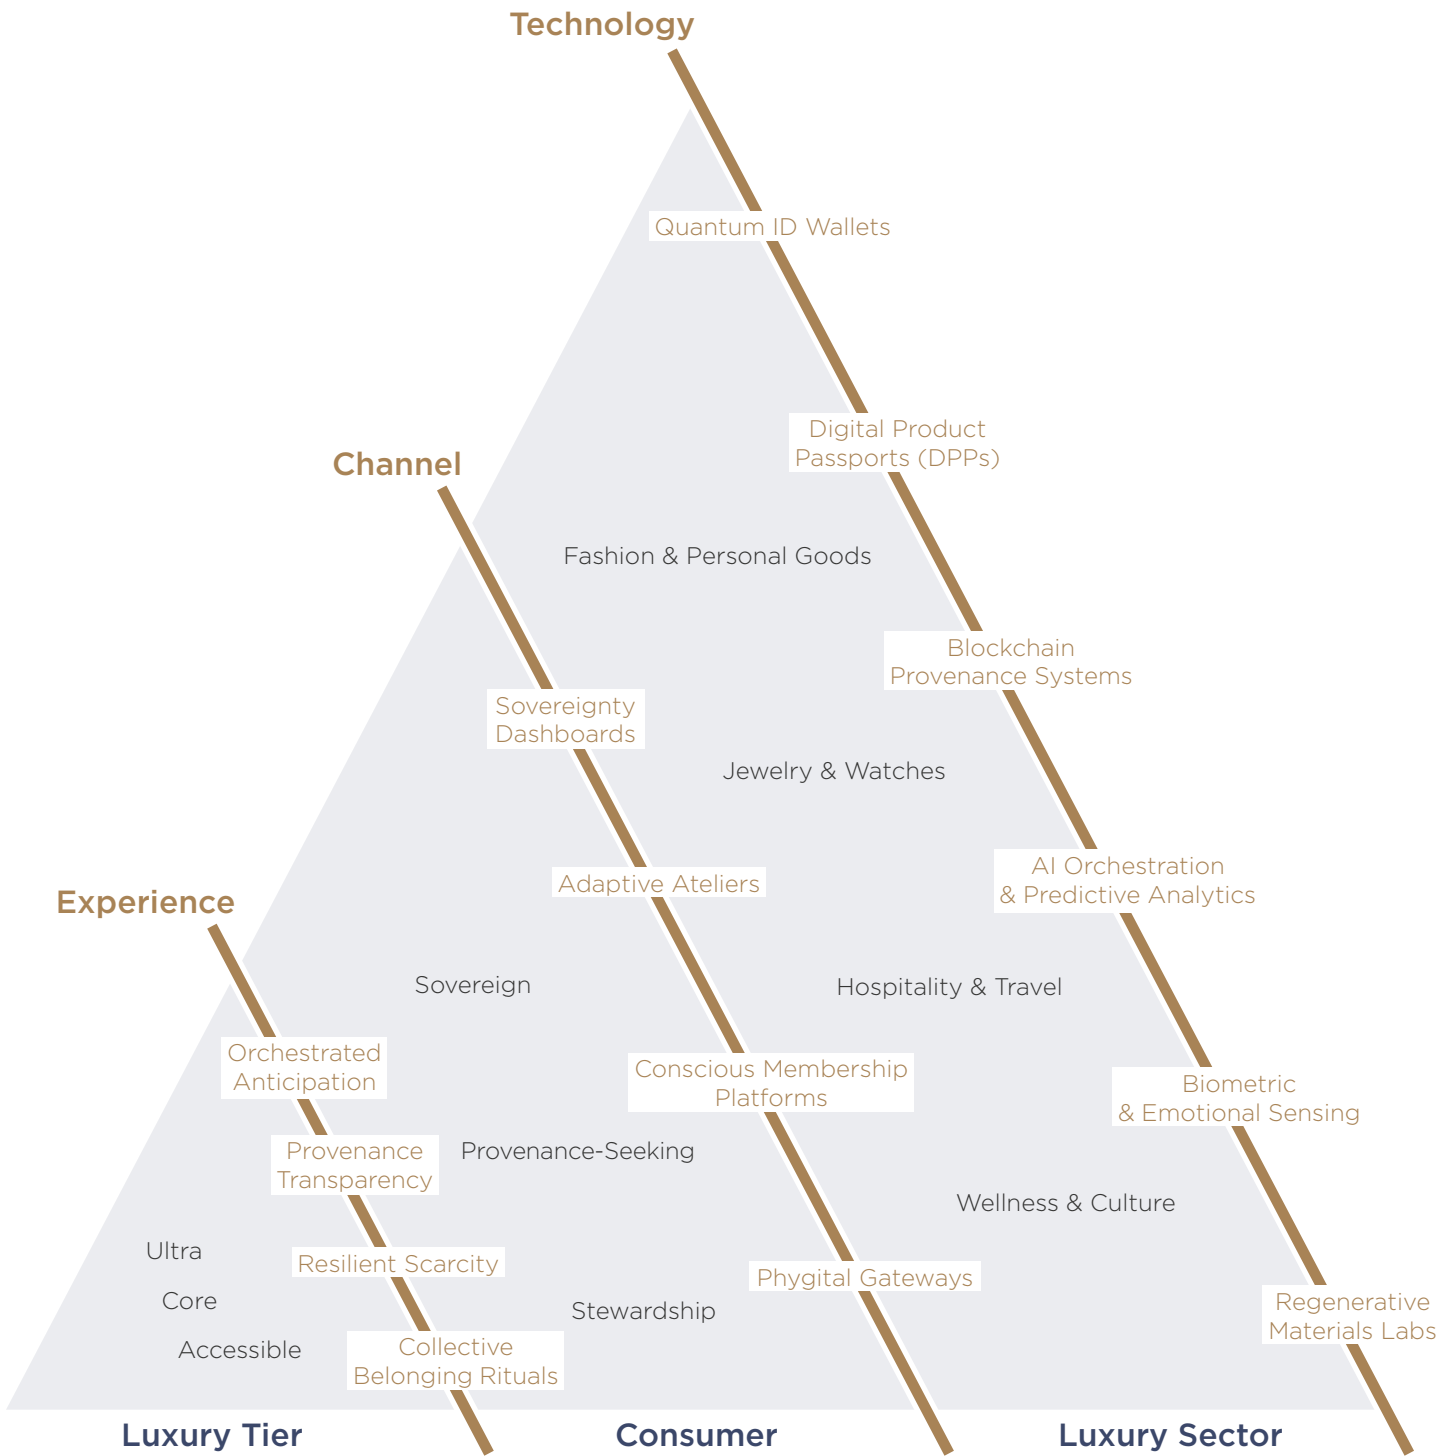 Technology
Quantum ID Wallets
Digital Product
Passports (DPPs)
Channel
Fashion & Personal Goods
Blockchain
Provenance Systems
Sovereignty
Dashboards
Jewelry & Watches
AI Orchestration
& Predictive Analytics
Adaptive Ateliers
Experience
Sovereign
Hospitality & Travel
Orchestrated
Anticipation
Conscious Membership
Platforms
Biometric
& Emotional Sensing
Provenance
Transparency
Provenance-Seeking
Wellness & Culture
Ultra
Resilient Scarcity
Phygital Gateways
Core
Stewardship
Regenerative
Materials Labs
Accessible
Collective
Belonging Rituals
Luxury Tier
Consumer
Luxury Sector